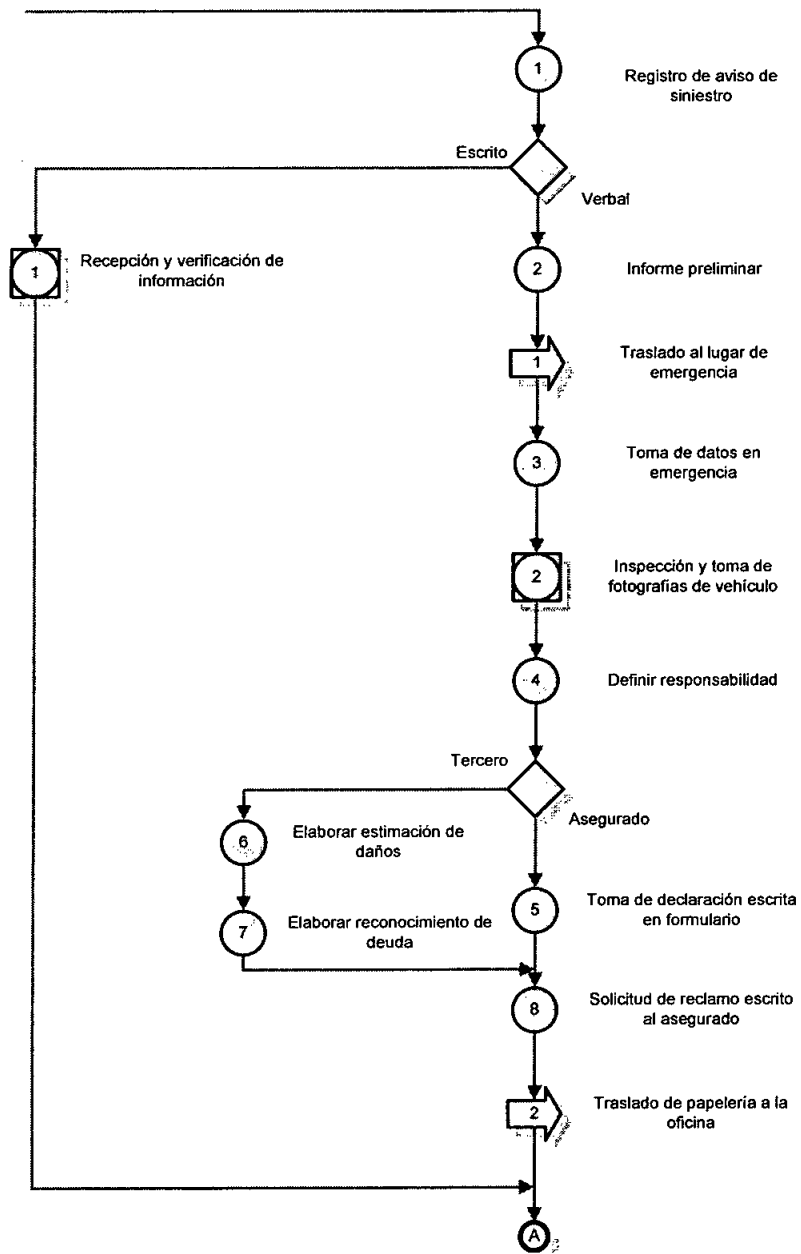 1
Registro de aviso de
siniestro
Escrito
Verbal
1
Recepción y verificación de
información
2
Informe preliminar
1
Traslado al lugar de
emergencia
3
Toma de datos en
emergencia
2
Inspección y toma de
fotografías de vehículo
4
Definir responsabilidad
Tercero
Asegurado
6
Elaborar estimación de
daños
5
Toma de declaración escrita
en formulario
7
Elaborar reconocimiento de
deuda
8
Solicitud de reclamo escrito
al asegurado
2
Traslado de papelería a la
oficina
A